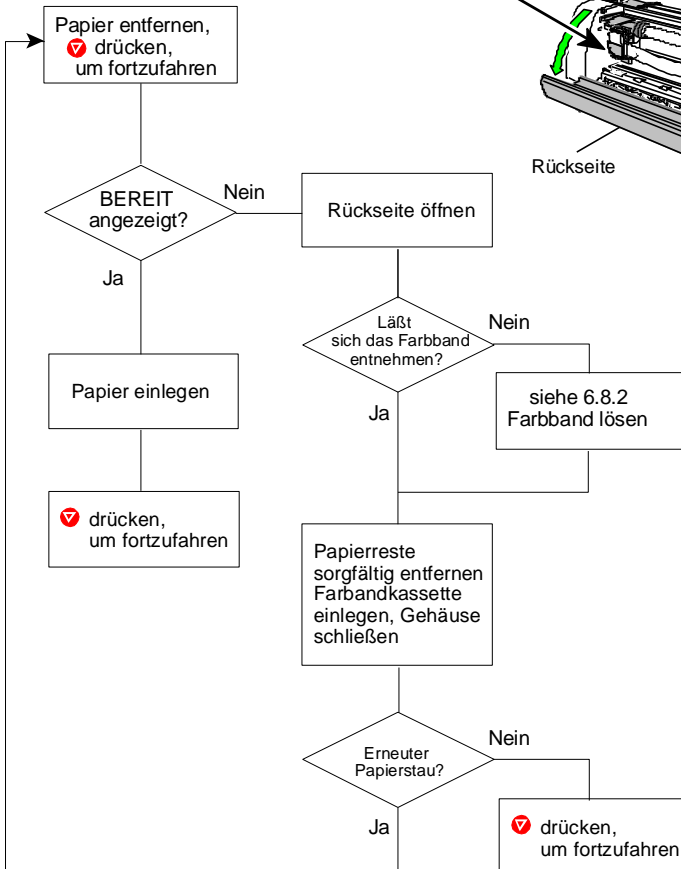 Papier entfernen,
drücken,
um fortzufahren
Rückseite
BEREIT
angezeigt?
Nein
Ja
Rückseite öffnen
Läßt
sich das Farbband
entnehmen?
Nein
Ja
Papier einlegen
siehe 6.8.2
Farbband lösen
drücken,
um fortzufahren
Papierreste
sorgfältig entfernen
Farbandkassette
einlegen, Gehäuse
schließen
Erneuter
Papierstau?
Nein
Ja
drücken,
um fortzufahren